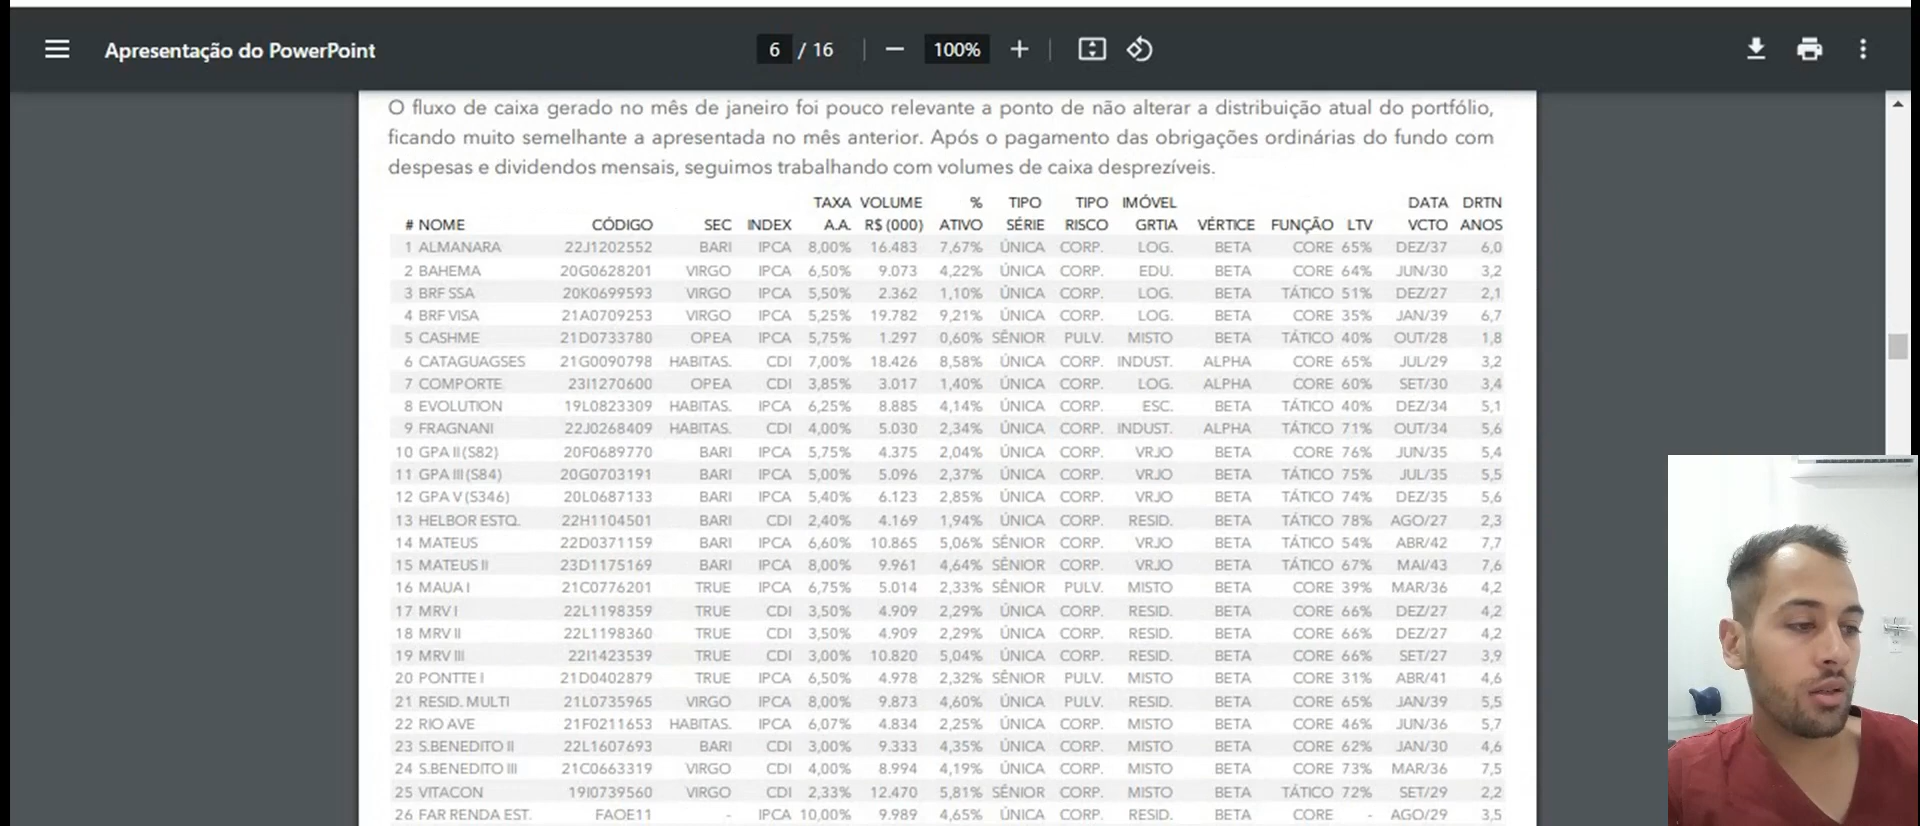 Apresentação do PowerPoint
6 / 16
100%
O fluxo de caixa gerado no mês de janeiro foi pouco relevante a ponto de não alterar a distribuição atual do portfólio,
ficando muito semelhante a apresentada no mês anterior. Após o pagamento das obrigações ordinárias do fundo com
despesas e dividendos mensais, seguimos trabalhando com volumes de caixa desprezíveis.
TAXA VOLUME % TIPO TIPO IMÓVEL DATA DRTN
# NOME CÓDIGO SEC INDEX A.A. R$ (000) ATIVO SÉRIE RISCO GRTIA VÉRTICE FUNÇÃO LTV VCTO ANOS
1 ALMANARA 22J1202552 BARI IPCA 8,00% 16.483 7,67% ÚNICA CORP. LOG. BETA CORE 65% DEZ/37 6,0
2 BAHEMA 20G0628201 VIRGO IPCA 6,50% 9.073 4,22% ÚNICA CORP. EDU. BETA CORE 64% JUN/30 3,2
3 BRF SSA 20K0699593 VIRGO IPCA 5,50% 2.362 1,10% ÚNICA CORP. LOG. BETA TÁTICO 51% DEZ/27 2,1
4 BRF VISA 21A0709253 VIRGO IPCA 5,25% 19.782 9,21% ÚNICA CORP. LOG. BETA CORE 35% JAN/39 6,7
5 CASHME 21D0733780 OPEA IPCA 5,75% 1.297 0,60% SÊNIOR PULV. MISTO BETA TÁTICO 40% OUT/28 1,8
6 CATAGUAGSES 21G0090798 HABITAS. CDI 7,00% 18.426 8,58% ÚNICA CORP. INDUST. ALPHA CORE 65% JUL/29 3,2
7 COMPORTE 23I1270600 OPEA CDI 3,85% 3.017 1,40% ÚNICA CORP. LOG. ALPHA CORE 60% SET/30 3,4
8 EVOLUTION 19L0823309 HABITAS. IPCA 6,25% 8.885 4,14% ÚNICA CORP. ESC. BETA TÁTICO 40% DEZ/34 5,1
9 FRAGNANI 22J0268409 HABITAS. CDI 4,00% 5.030 2,34% ÚNICA CORP. INDUST. ALPHA TÁTICO 71% OUT/34 5,6
10 GPA II (S82) 20F0689770 BARI IPCA 5,75% 4.375 2,04% ÚNICA CORP. VRJO BETA CORE 76% JUN/35 5,4
11 GPA III (S84) 20G0703191 BARI IPCA 5,00% 5.096 2,37% ÚNICA CORP. VRJO BETA TÁTICO 75% JUL/35 5,5
12 GPA V (S346) 20L0687133 BARI IPCA 5,40% 6.123 2,85% ÚNICA CORP. VRJO BETA TÁTICO 74% DEZ/35 5,6
13 HELBOR ESTQ. 22H1104501 BARI CDI 2,40% 4.169 1,94% ÚNICA CORP. RESID. BETA TÁTICO 78% AGO/27 2,3
14 MATEUS 22D0371159 BARI IPCA 6,60% 10.865 5,06% SÊNIOR CORP. VRJO BETA TÁTICO 54% ABR/42 7,7
15 MATEUS II 23D1175169 BARI IPCA 8,00% 9.961 4,64% SÊNIOR CORP. VRJO BETA TÁTICO 67% MAI/43 7,6
16 MAUA I 21C0776201 TRUE IPCA 6,75% 5.014 2,33% SÊNIOR PULV. MISTO BETA CORE 39% MAR/36 4,2
17 MRV I 22L1198359 TRUE CDI 3,50% 4.909 2,29% ÚNICA CORP. RESID. BETA CORE 66% DEZ/27 4,2
18 MRV II 22L1198360 TRUE CDI 3,50% 4.909 2,29% ÚNICA CORP. RESID. BETA CORE 66% DEZ/27 4,2
19 MRV III 22I1423539 TRUE CDI 3,00% 10.820 5,04% ÚNICA CORP. RESID. BETA CORE 66% SET/27 3,9
20 PONTTE I 21D0402879 TRUE IPCA 6,50% 4.978 2,32% SÊNIOR PULV. MISTO BETA CORE 31% ABR/41 4,6
21 RESID. MULTI 21L0735965 VIRGO IPCA 8,00% 9.873 4,60% ÚNICA PULV. RESID. BETA CORE 65% JAN/39 5,5
22 RIO AVE 21F0211653 HABITAS. IPCA 6,07% 4.834 2,25% ÚNICA CORP. MISTO BETA CORE 46% JUN/36 5,7
23 S.BENEDITO II 22L1607693 BARI CDI 3,00% 9.333 4,35% ÚNICA CORP. MISTO BETA CORE 62% JAN/30 4,6
24 S.BENEDITO III 21C0663319 VIRGO CDI 4,00% 8.994 4,19% ÚNICA CORP. MISTO BETA CORE 73% MAR/36 7,5
25 VITACON 19I0739560 VIRGO CDI 2,33% 12.470 5,81% SÊNIOR CORP. MISTO BETA TÁTICO 72% SET/29 2,2
26 FAR RENDA EST. FAOE11 - IPCA 10,00% 9.989 4,65% ÚNICA CORP. RESID. BETA CORE - AGO/29 3,5